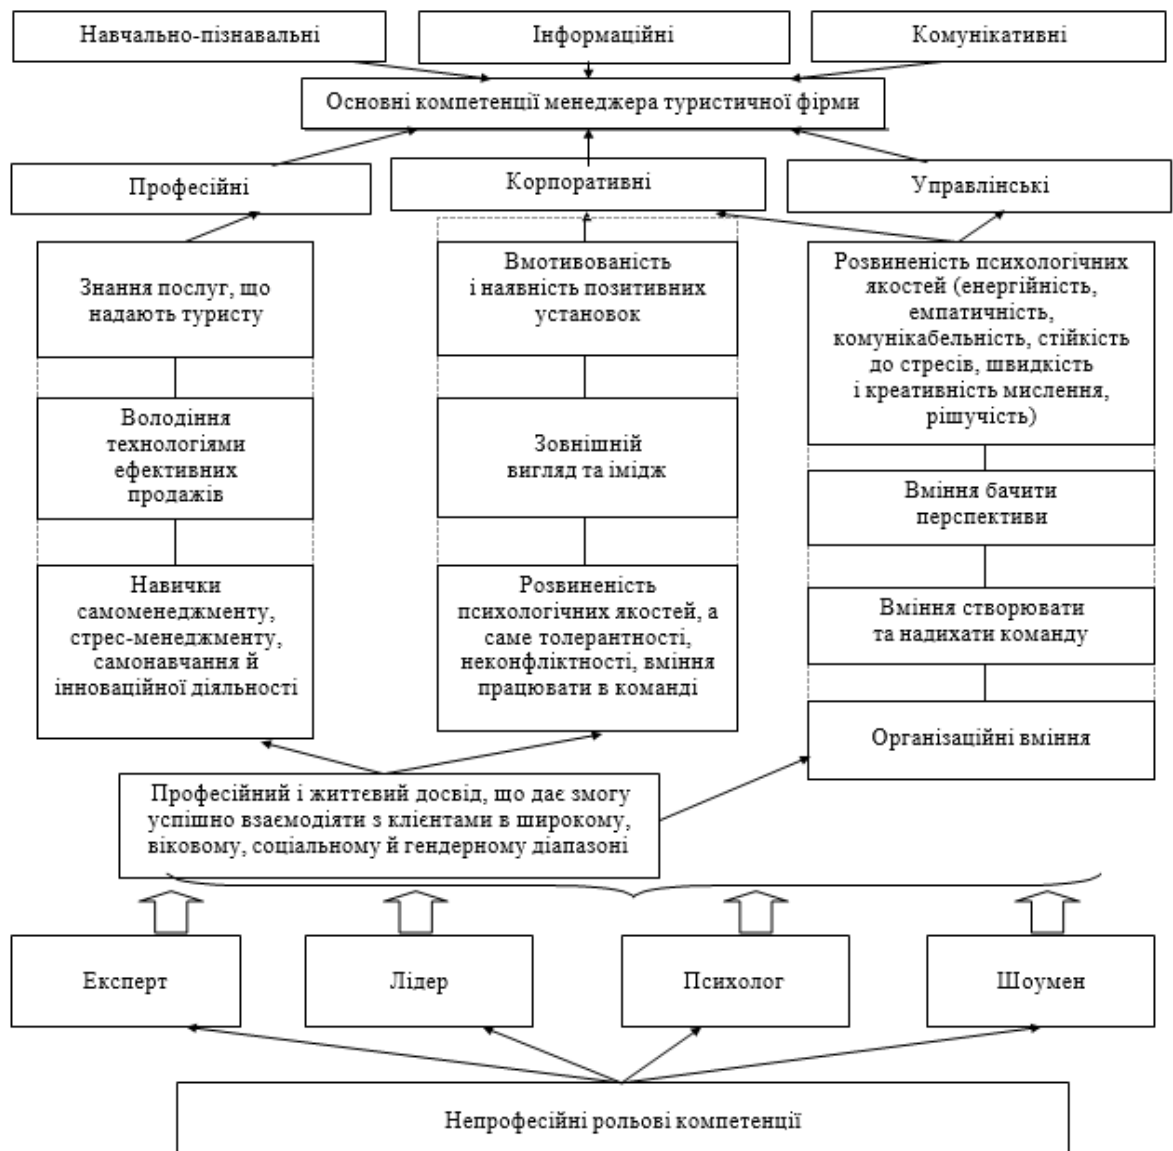 Навчально-пізнавальні
Інформаційні
Комунікативні
Основні компетенції менеджера туристичної фірми
Професійні
Корпоративні
Управлінські
Знання послуг, що
надають туристу
Володіння
технологіями
ефективних
продажів
Навички
самоменеджменту,
стрес-менеджменту,
самонавчання й
інноваційної діяльності
Вмотивованість
і наявність позитивних
установок
Зовнішній
вигляд та імідж
Розвиненість
психологічних якостей, а
саме толерантності,
неконфліктності, вміння
працювати в команді
Розвиненість психологічних
якостей (енергійність,
емпатичність,
комунікабельність, стійкість
до стресів, швидкість
і креативність мислення,
рішучість)
Вміння бачити
перспективи
Вміння створювати
та надихати команду
Організаційні вміння
Професійний і життєвий досвід, що дає змогу
успішно взаємодіяти з клієнтами в широкому,
віковому, соціальному й гендерному діапазоні
Експерт
Лідер
Психолог
Шоумен
Непрофесійні рольові компетенції